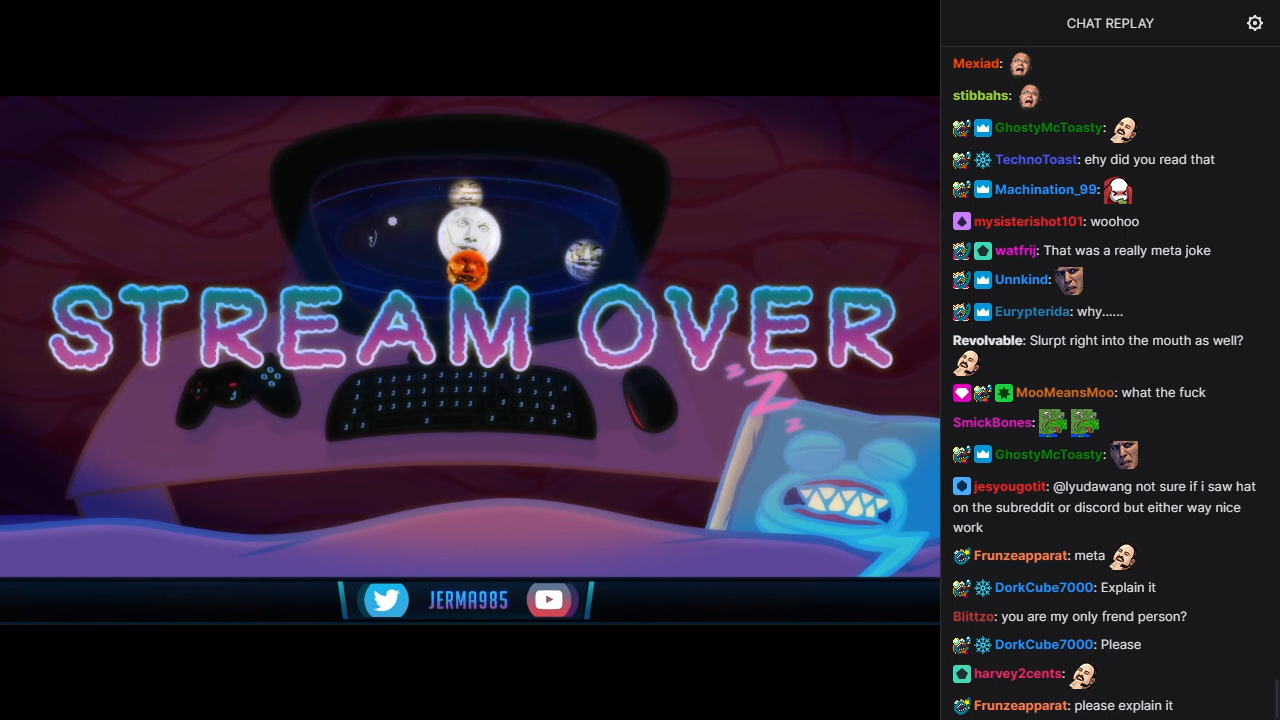 CHAT REPLAY
Mexiad:
stibbahs:
GhostyMcToasty:
TechnoToast: ehy did you read that
Machination_99:
mysisterishot101: woohoo
watfrij: That was a really meta joke
Unnkind:
Eurypterida: why......
Revolvable: Slurpt right into the mouth as well?
MooMeansMoo: what the fuck
SmickBones:
GhostyMcToasty:
jesyougotit: @lyudawang not sure if i saw hat
on the subreddit or discord but either way nice
work
Frunzeapparat: meta
DorkCube7000: Explain it
Blittzo: you are my only frend person?
DorkCube7000: Please
harvey2cents:
Frunzeapparat: please explain it
STREAM OVER
z
Z
z
JERMA985